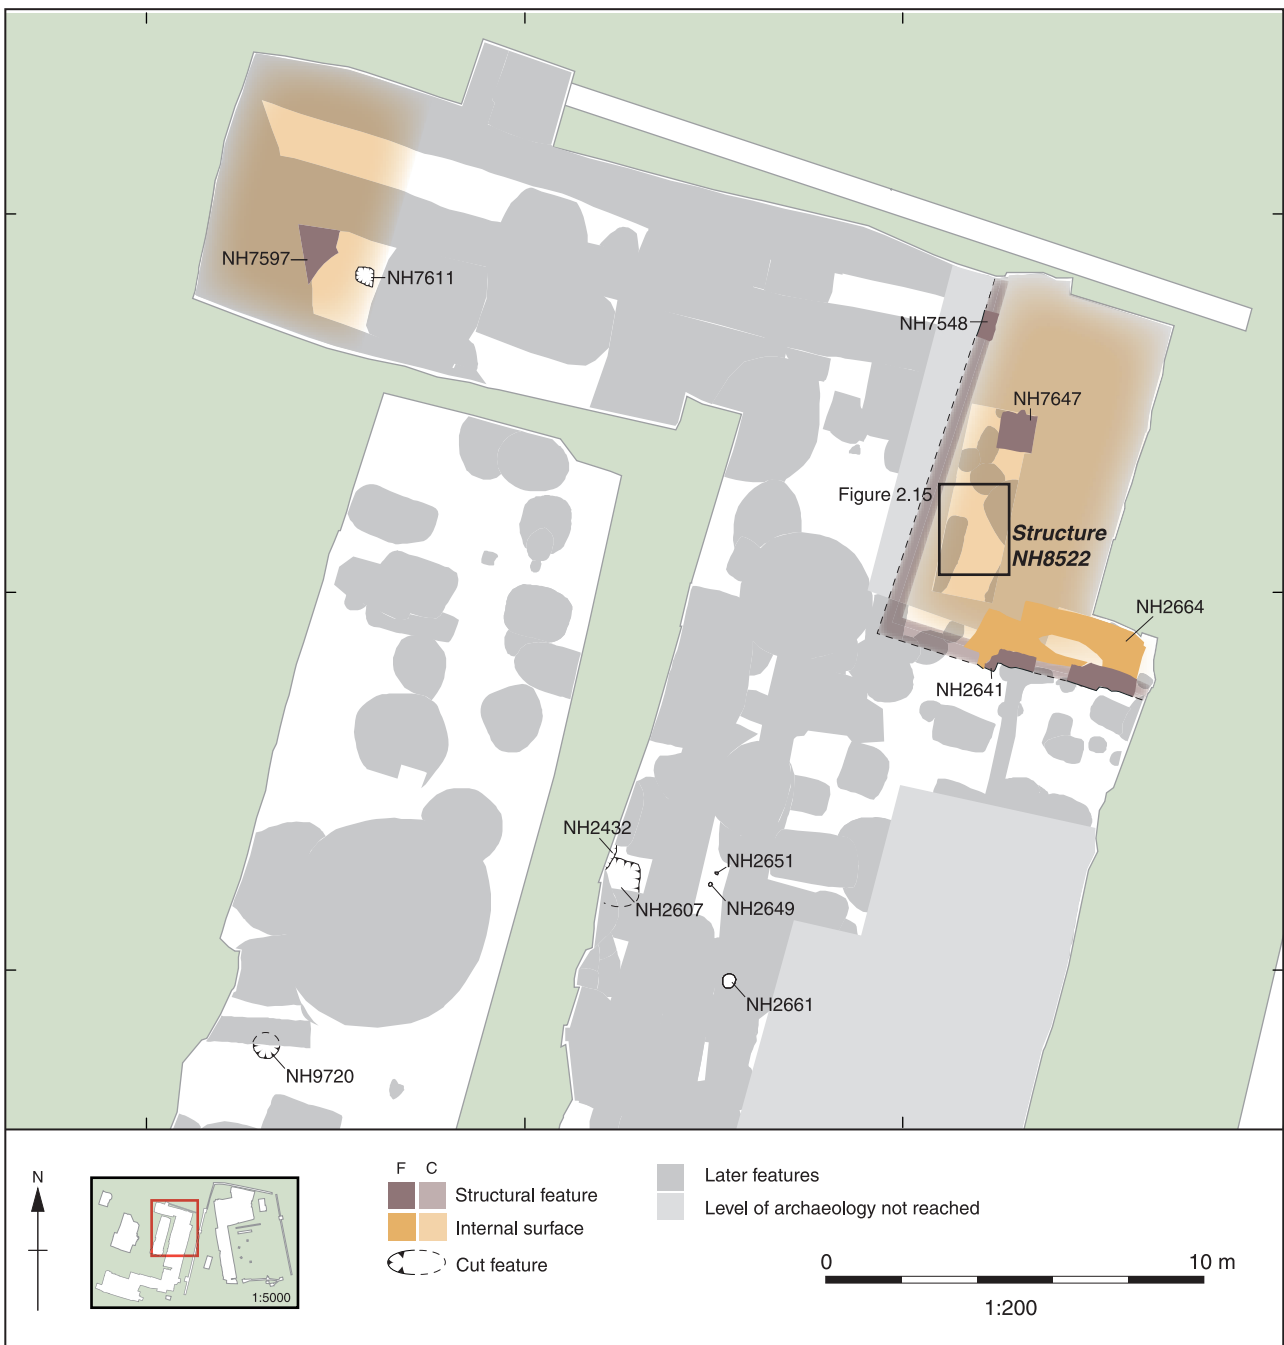 NH7597
NH7611
NH7548
NH7647
Figure 2.15
Structure
NH8522
NH2664
NH2641
NH2432
NH2651
NH2649
NH2607
NH2661
NH9720
N
1:5000
F C
Structural feature
Internal surface
Cut feature
Later features
Level of archaeology not reached
0 10 m
1:200